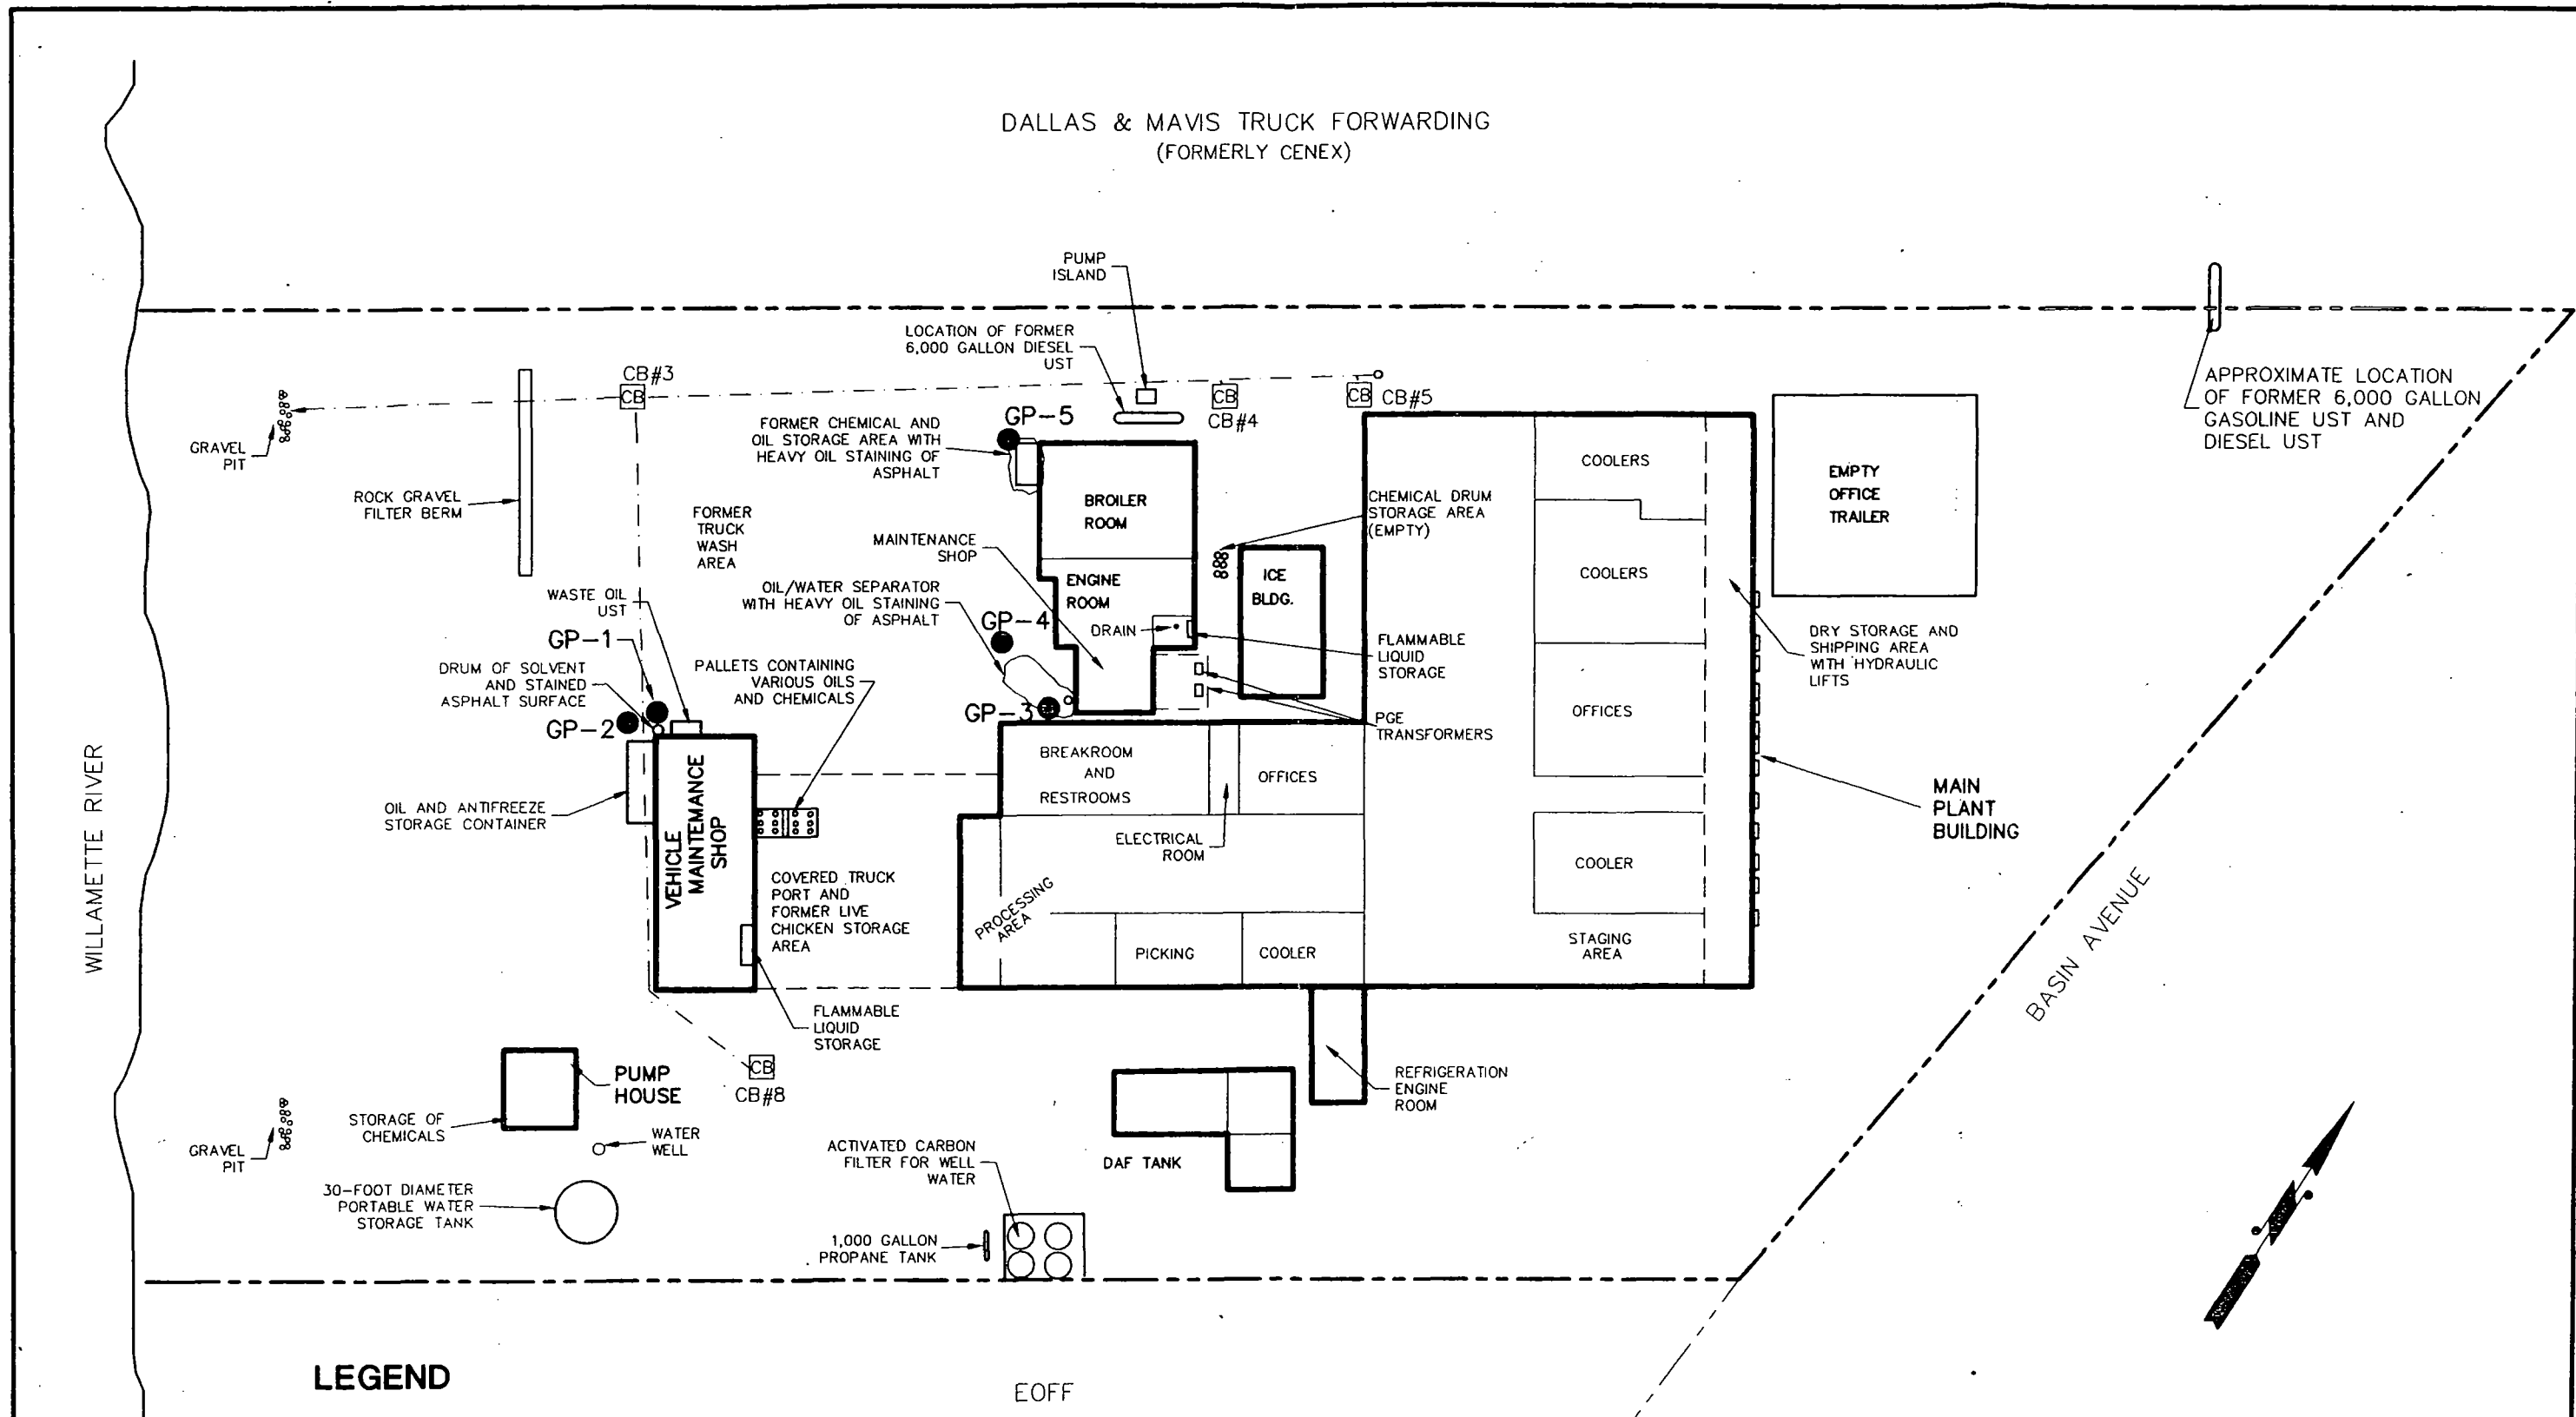 DALLAS & MAVIS TRUCK FORWARDING
(FORMERLY CENEX)
PUMP
ISLAND
LOCATION OF FORMER
6,000 GALLON DIESEL
UST
APPROXIMATE LOCATION
OF FORMER 6,000 GALLON
GASOLINE UST AND
DIESEL UST
CB#3
CB
CB
CB#4
CB
CB#5
GRAVEL
PIT
ROCK GRAVEL
FILTER BERM
FORMER CHEMICAL AND
OIL STORAGE AREA WITH
HEAVY OIL STAINING OF
ASPHALT
GP-5
BROILER
ROOM
COOLERS
EMPTY
OFFICE
TRAILER
CHEMICAL DRUM
STORAGE AREA
(EMPTY)
FORMER
TRUCK
WASH
AREA
MAINTENANCE
SHOP
ENGINE
ROOM
ICE
BLDG.
COOLERS
WASTE OIL
UST
OIL/WATER SEPARATOR
WITH HEAVY OIL STAINING
OF ASPHALT
GP-4
DRAIN
FLAMMABLE
LIQUID
STORAGE
DRY STORAGE AND
SHIPPING AREA
WITH HYDRAULIC
LIFTS
GP-1
DRUM OF SOLVENT
AND STAINED
ASPHALT SURFACE
PALLETS CONTAINING
VARIOUS OILS
AND CHEMICALS
GP-2
GP-3
PGE
TRANSFORMERS
OFFICES
WILLAMETTE RIVER
OIL AND ANTIFREEZE
STORAGE CONTAINER
VEHICLE
MAINTEMANCE
SHOP
BREAKROOM
AND
RESTROOMS
OFFICES
ELECTRICAL
ROOM
MAIN
PLANT
BUILDING
COOLER
COVERED TRUCK
PORT AND
FORMER LIVE
CHICKEN STORAGE
AREA
PROCESSING
AREA
PICKING
COOLER
STAGING
AREA
BASIN AVENUE
FLAMMABLE
LIQUID
STORAGE
CB
CB#8
PUMP
HOUSE
STORAGE OF
CHEMICALS
REFRIGERATION
ENGINE
ROOM
GRAVEL
PIT
WATER
WELL
ACTIVATED CARBON
FILTER FOR WELL
WATER
DAF TANK
30-FOOT DIAMETER
PORTABLE WATER
STORAGE TANK
1,000 GALLON
PROPANE TANK
LEGEND
EOFF